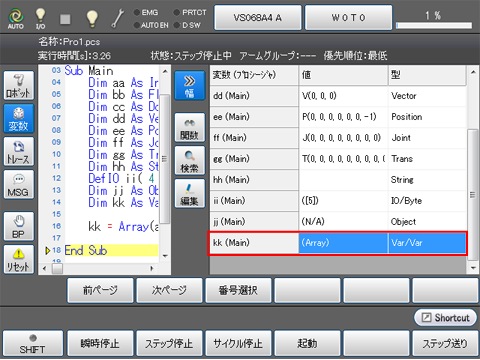 AUTO I/O EMG PRTCT AUTO EN D SW VS068A4 A W 0 T 0 1 %
名称:Pro1.pcs
実行時間[s]:3.26 状態:ステップ停止中 アームグループ:--- 優先順位:最低
ロボット
変数
トレース
MSG
BP
リセット
03 Sub Main
04 Dim aa As In
05 Dim bb As Fl
06 Dim cc As Do
07 Dim dd As Ve
08 Dim ee As Po
09 Dim ff As Jo
10 Dim gg As Tr
11 Dim hh As St
12 DefIO ii( 4
13 Dim jj As Ob
14 Dim kk As Va
15
16 kk = Array(a
17
18 End Sub
幅
関数
検索
編集
変数 (プロシージャ) 値 型
dd (Main) V(0, 0, 0) Vector
ee (Main) P(0, 0, 0, 0, 0, 0, -1) Position
ff (Main) J(0, 0, 0, 0, 0, 0, 0, 0) Joint
gg (Main) T(0, 0, 0, 0, 0, 0, 0, 0, ( Trans
hh (Main) String
ii (Main) ([5]) IO/Byte
jj (Main) (N/A) Object
kk (Main) (Array) Var/Var
前ページ 次ページ 番号選択
Shortcut
SHIFT 瞬時停止 ステップ停止 サイクル停止 起動 ステップ送り